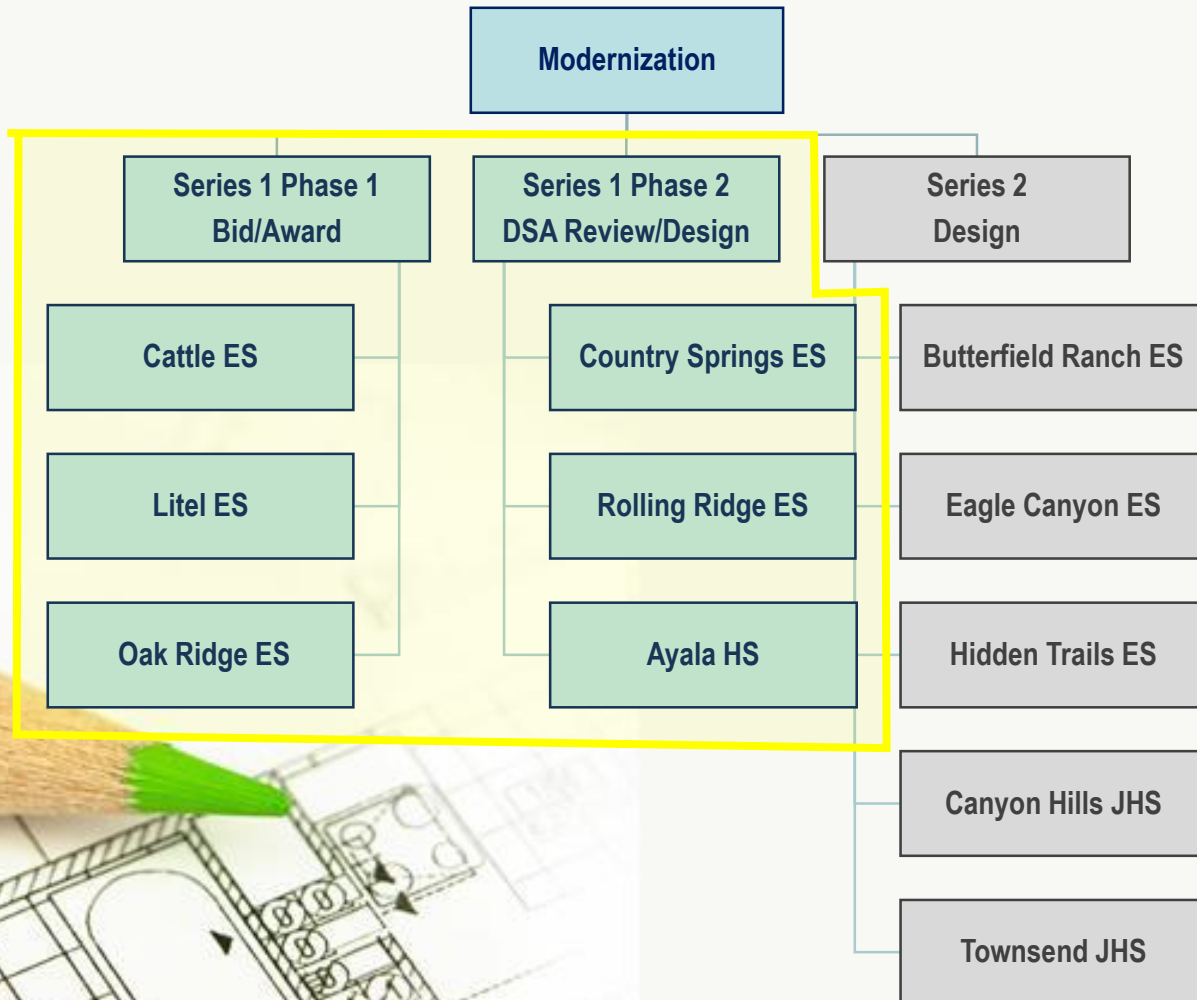 Modernization
Series 1 Phase 1
Bid/Award
Cattle ES
Litel ES
Oak Ridge ES
Series 1 Phase 2
DSA Review/Design
Country Springs ES
Rolling Ridge ES
Ayala HS
Series 2
Design
Butterfield Ranch ES
Eagle Canyon ES
Hidden Trails ES
Canyon Hills JHS
Townsend JHS